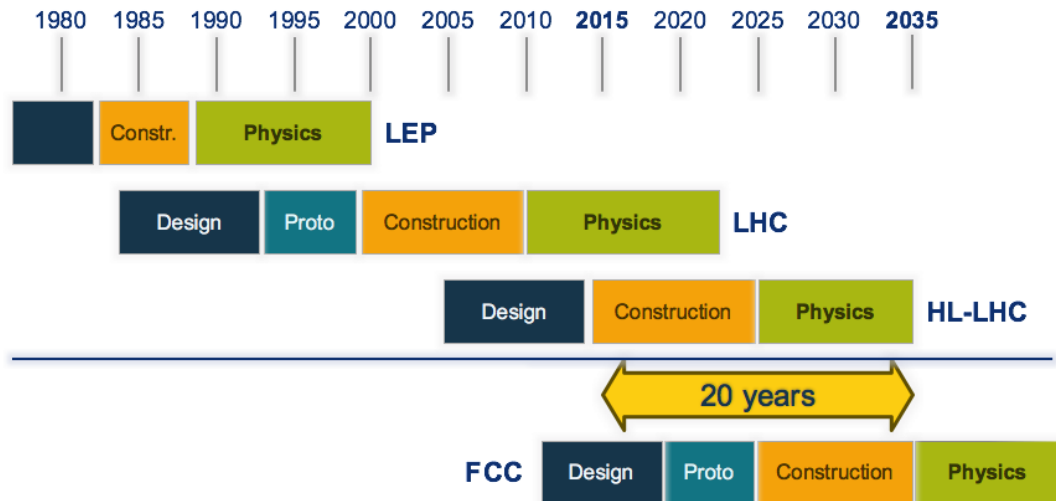 1980 1985 1990 1995 2000 2005 2010 2015 2020 2025 2030 2035
Constr. Physics LEP
Design Proto Construction Physics LHC
Design Construction Physics HL-LHC
20 years
FCC Design Proto Construction Physics